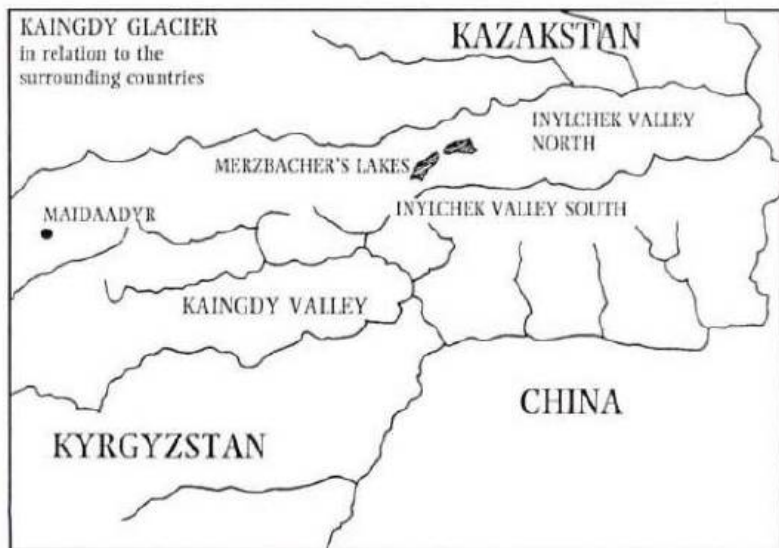 KAINGDY GLACIER
in relation to the
surrounding countries
KAZAKSTAN
INYLCHEK VALLEY
NORTH
MERZBACHER'S LAKES
MAIDAADYR
INYLCHEK VALLEY SOUTH
KAINGDY VALLEY
CHINA
KYRGYZSTAN